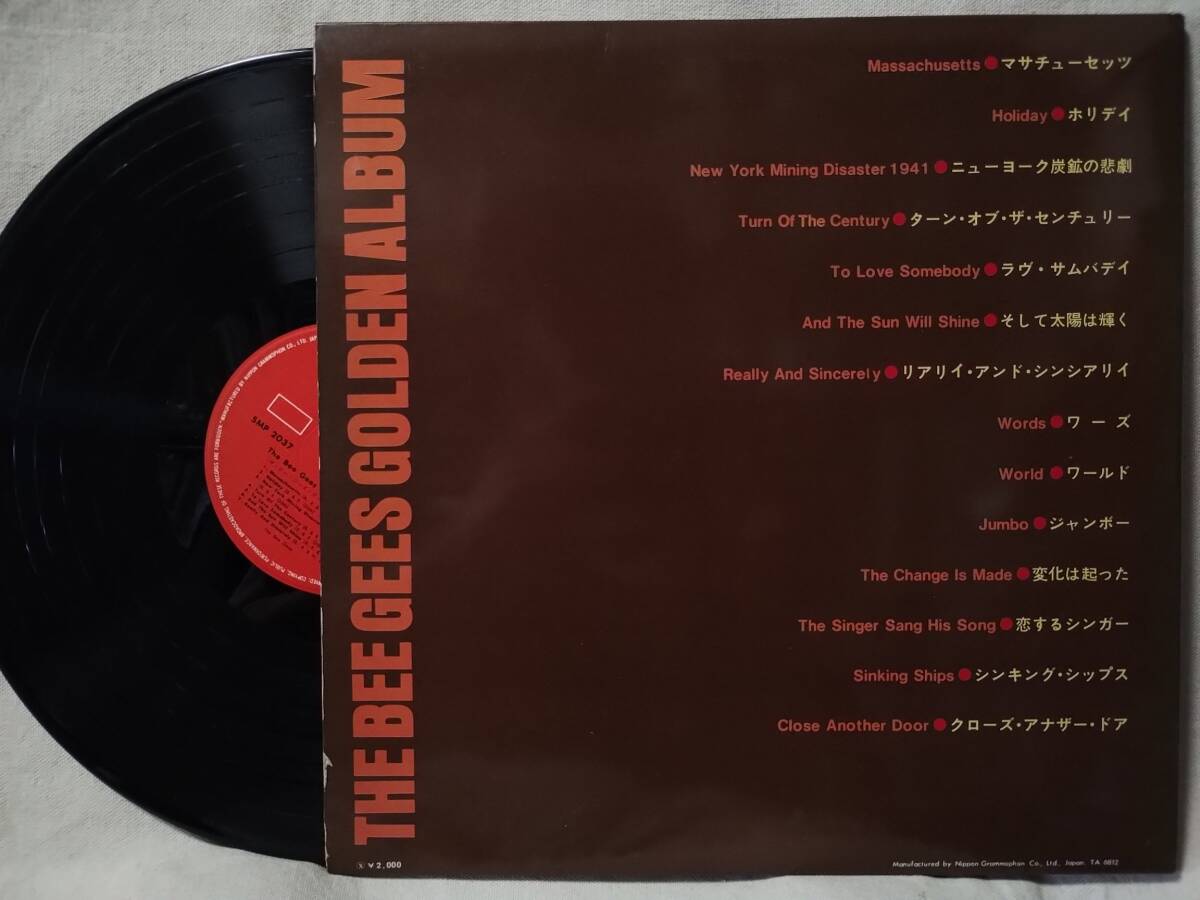 THE BEE GEES GOLDEN ALBUM
Massachusetts●マサチューセッツ
Holiday●ホリデイ
New York Mining Disaster 1941●ニューヨーク炭鉱の悲劇
Turn Of The Century●ターン・オブ・ザ・センチュリー
To Love Somebody●ラヴ・サムバデイ
And The Sun Will Shine●そして太陽は輝く
Really And Sincerely●リアリイ・アンド・シンシアリイ
Words●ワーズ
World●ワールド
Jumbo●ジャンボー
The Change Is Made●変化は起った
The Singer Sang His Song●恋するシンガー
Sinking Ships●シンキング・シップス
Close Another Door●クローズ・アナザー・ドア
Ⓧ ¥2,000
Manufactured by Nippon Grammophon Co., Ltd., Japan. TA 6812
SMP 2037
The Bee Gees